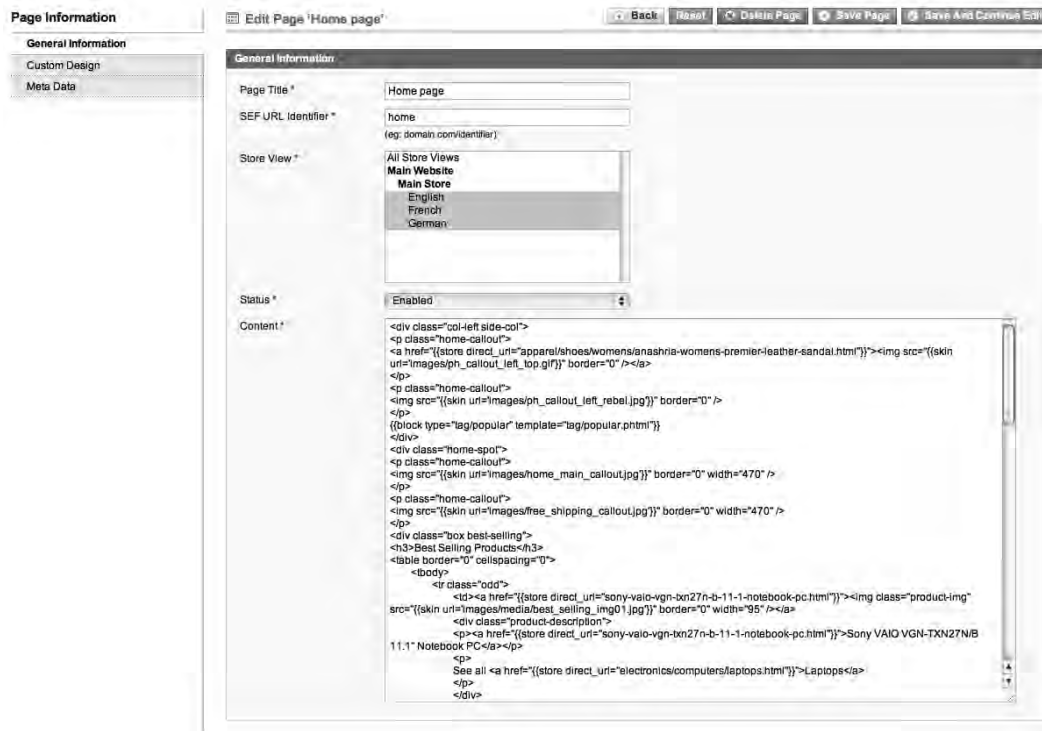 Page Information
General Information
Custom Design
Meta Data
Edit Page 'Home page'
Back
Reset
Delete Page
Save Page
Save And Continue Edit
General Information
Page Title *
Home page
SEF URL Identifier *
home
(eg: domain.com/identifier)
Store View *
All Store Views
Main Website
Main Store
English
French
German
Status *
Enabled
Content *
<div class="col-left side-col">
<p class="home-callout">
<a href="{{store direct_url="apparel/shoes/womens/anashria-womens-premier-leather-sandal.html"}}"><img src="{{skin
url='images/ph_callout_left_top.gif'}}" border="0" /></a>
</p>
<p class="home-callout">
<img src="{{skin url='images/ph_callout_left_rebel.jpg'}}" border="0" />
</p>
{{block type="tag/popular" template="tag/popular.phtml"}}
</div>
<div class="home-spot">
<p class="home-callout">
<img src="{{skin url='images/home_main_callout.jpg'}}" border="0" width="470" />
</p>
<p class="home-callout">
<img src="{{skin url='images/free_shipping_callout.jpg'}}" border="0" width="470" />
</p>
<div class="box best-selling">
<h3>Best Selling Products</h3>
<table border="0" cellspacing="0">
<tbody>
<tr class="odd">
<td><a href="{{store direct_url="sony-vaio-vgn-txn27n-b-11-1-notebook-pc.html"}}"><img class="product-img"
src="{{skin url='images/media/best_selling_img01.jpg'}}" border="0" width="95" /></a>
<div class="product-description">
<p><a href="{{store direct_url="sony-vaio-vgn-txn27n-b-11-1-notebook-pc.html"}}">Sony VAIO VGN-TXN27N/B
11.1" Notebook PC</a></p>
<p>
See all <a href="{{store direct_url="electronics/computers/laptops.html"}}">Laptops</a>
</p>
</div>